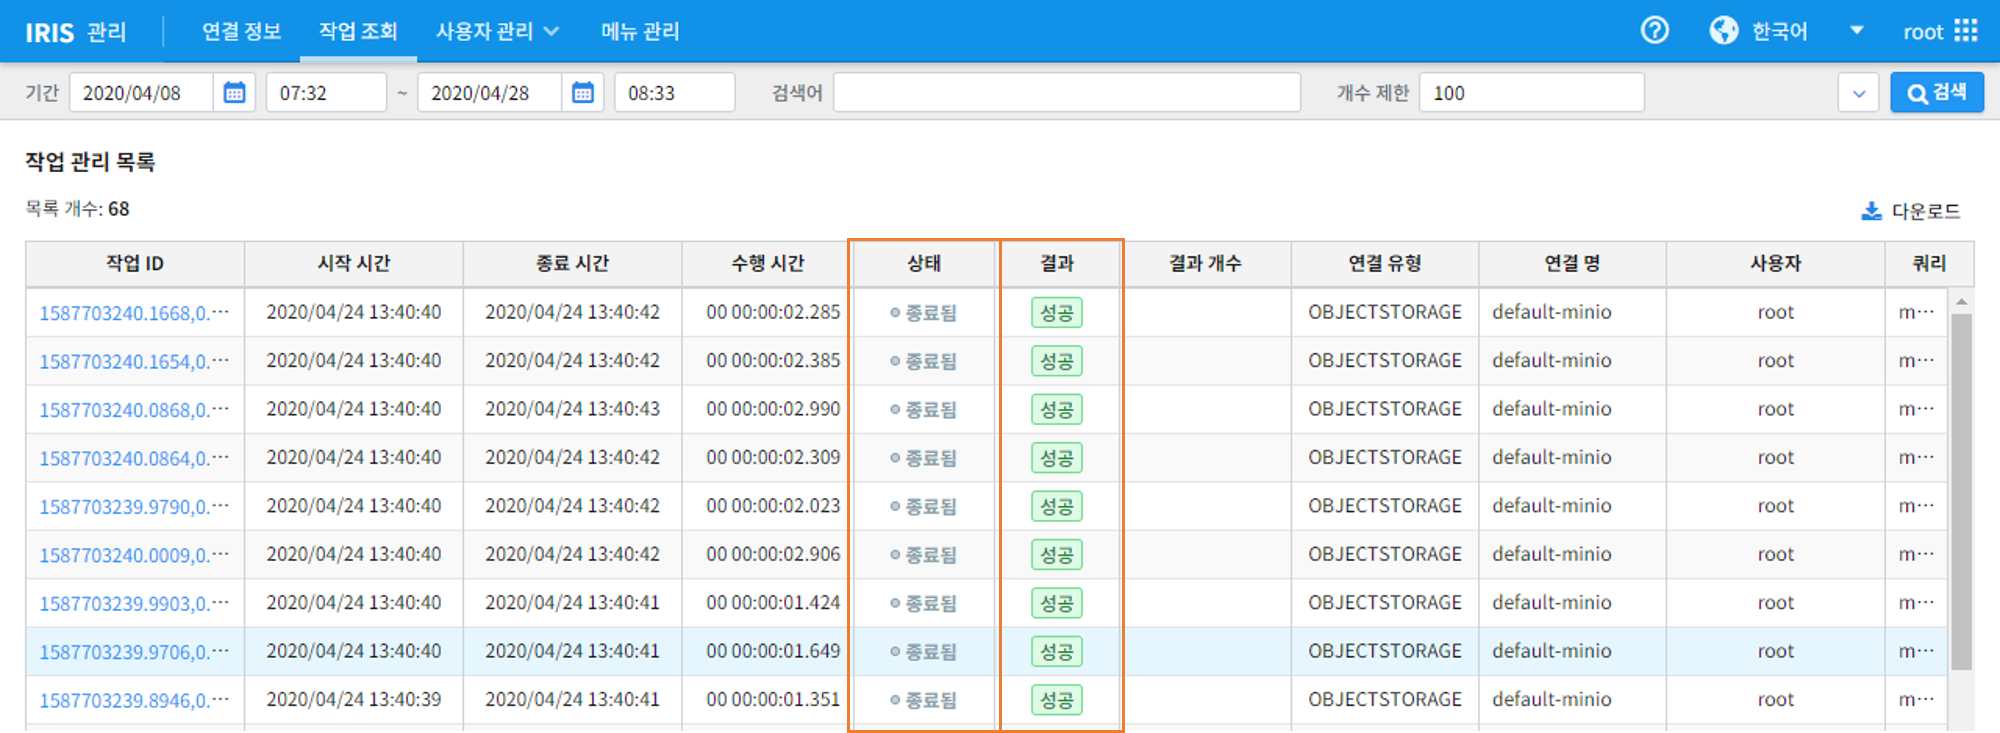 IRIS 관리 연결 정보 작업 조회 사용자 관리 메뉴 관리 한국어 root
기간 2020/04/08 07:32 ~ 2020/04/28 08:33 검색어 개수 제한 100 검색
작업 관리 목록
목록 개수: 68
다운로드
작업 ID 시작 시간 종료 시간 수행 시간 상태 결과 결과 개수 연결 유형 연결 명 사용자 쿼리
1587703240.1668,0.··· 2020/04/24 13:40:40 2020/04/24 13:40:42 00 00:00:02.285 종료됨 성공 OBJECTSTORAGE default-minio root m···
1587703240.1654,0.··· 2020/04/24 13:40:40 2020/04/24 13:40:42 00 00:00:02.385 종료됨 성공 OBJECTSTORAGE default-minio root m···
1587703240.0868,0.··· 2020/04/24 13:40:40 2020/04/24 13:40:43 00 00:00:02.990 종료됨 성공 OBJECTSTORAGE default-minio root m···
1587703240.0864,0.··· 2020/04/24 13:40:40 2020/04/24 13:40:42 00 00:00:02.309 종료됨 성공 OBJECTSTORAGE default-minio root m···
1587703239.9790,0.··· 2020/04/24 13:40:40 2020/04/24 13:40:42 00 00:00:02.023 종료됨 성공 OBJECTSTORAGE default-minio root m···
1587703240.0009,0.··· 2020/04/24 13:40:40 2020/04/24 13:40:42 00 00:00:02.906 종료됨 성공 OBJECTSTORAGE default-minio root m···
1587703239.9903,0.··· 2020/04/24 13:40:40 2020/04/24 13:40:41 00 00:00:01.424 종료됨 성공 OBJECTSTORAGE default-minio root m···
1587703239.9706,0.··· 2020/04/24 13:40:40 2020/04/24 13:40:41 00 00:00:01.649 종료됨 성공 OBJECTSTORAGE default-minio root m···
1587703239.8946,0.··· 2020/04/24 13:40:39 2020/04/24 13:40:41 00 00:00:01.351 종료됨 성공 OBJECTSTORAGE default-minio root m···